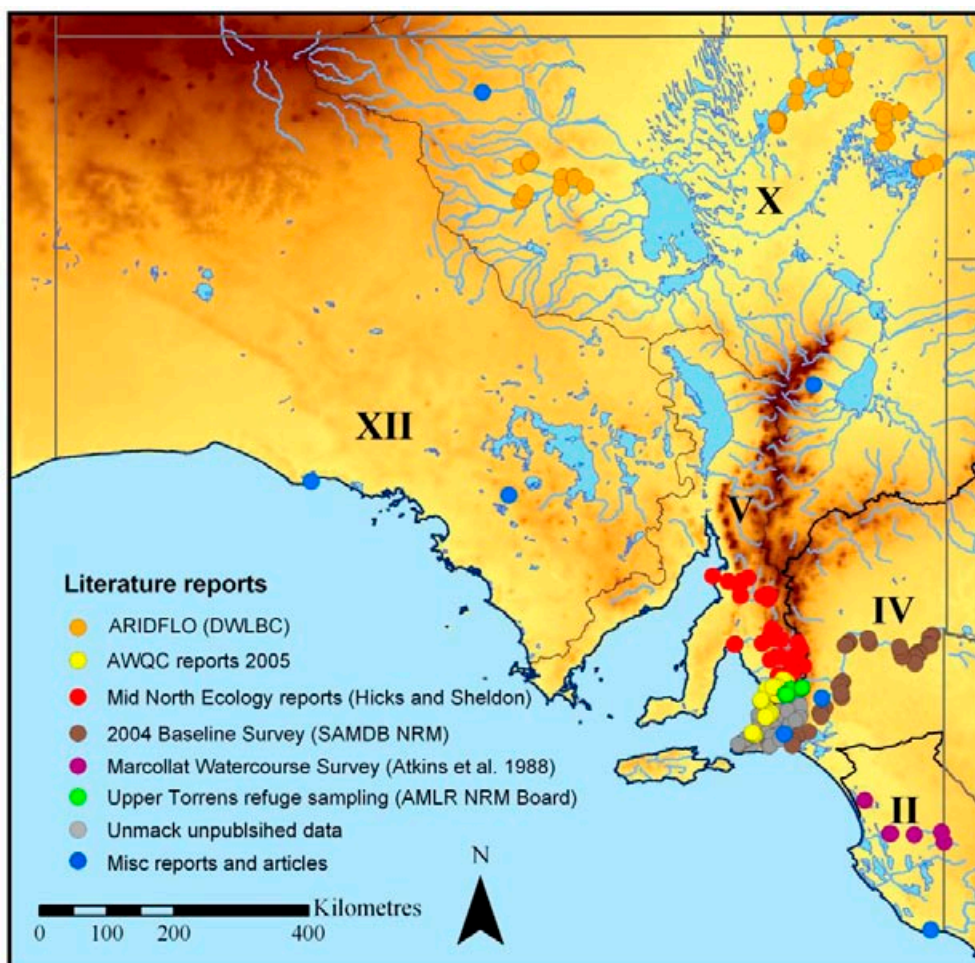 X
XII
V
IV
II
Literature reports
ARIDFLO (DWLBC)
AWQC reports 2005
Mid North Ecology reports (Hicks and Sheldon)
2004 Baseline Survey (SAMDB NRM)
Marcollat Watercourse Survey (Atkins et al. 1988)
Upper Torrens refuge sampling (AMLR NRM Board)
Unmack unpublsihed data
Misc reports and articles
N
Kilometres
0 100 200 400